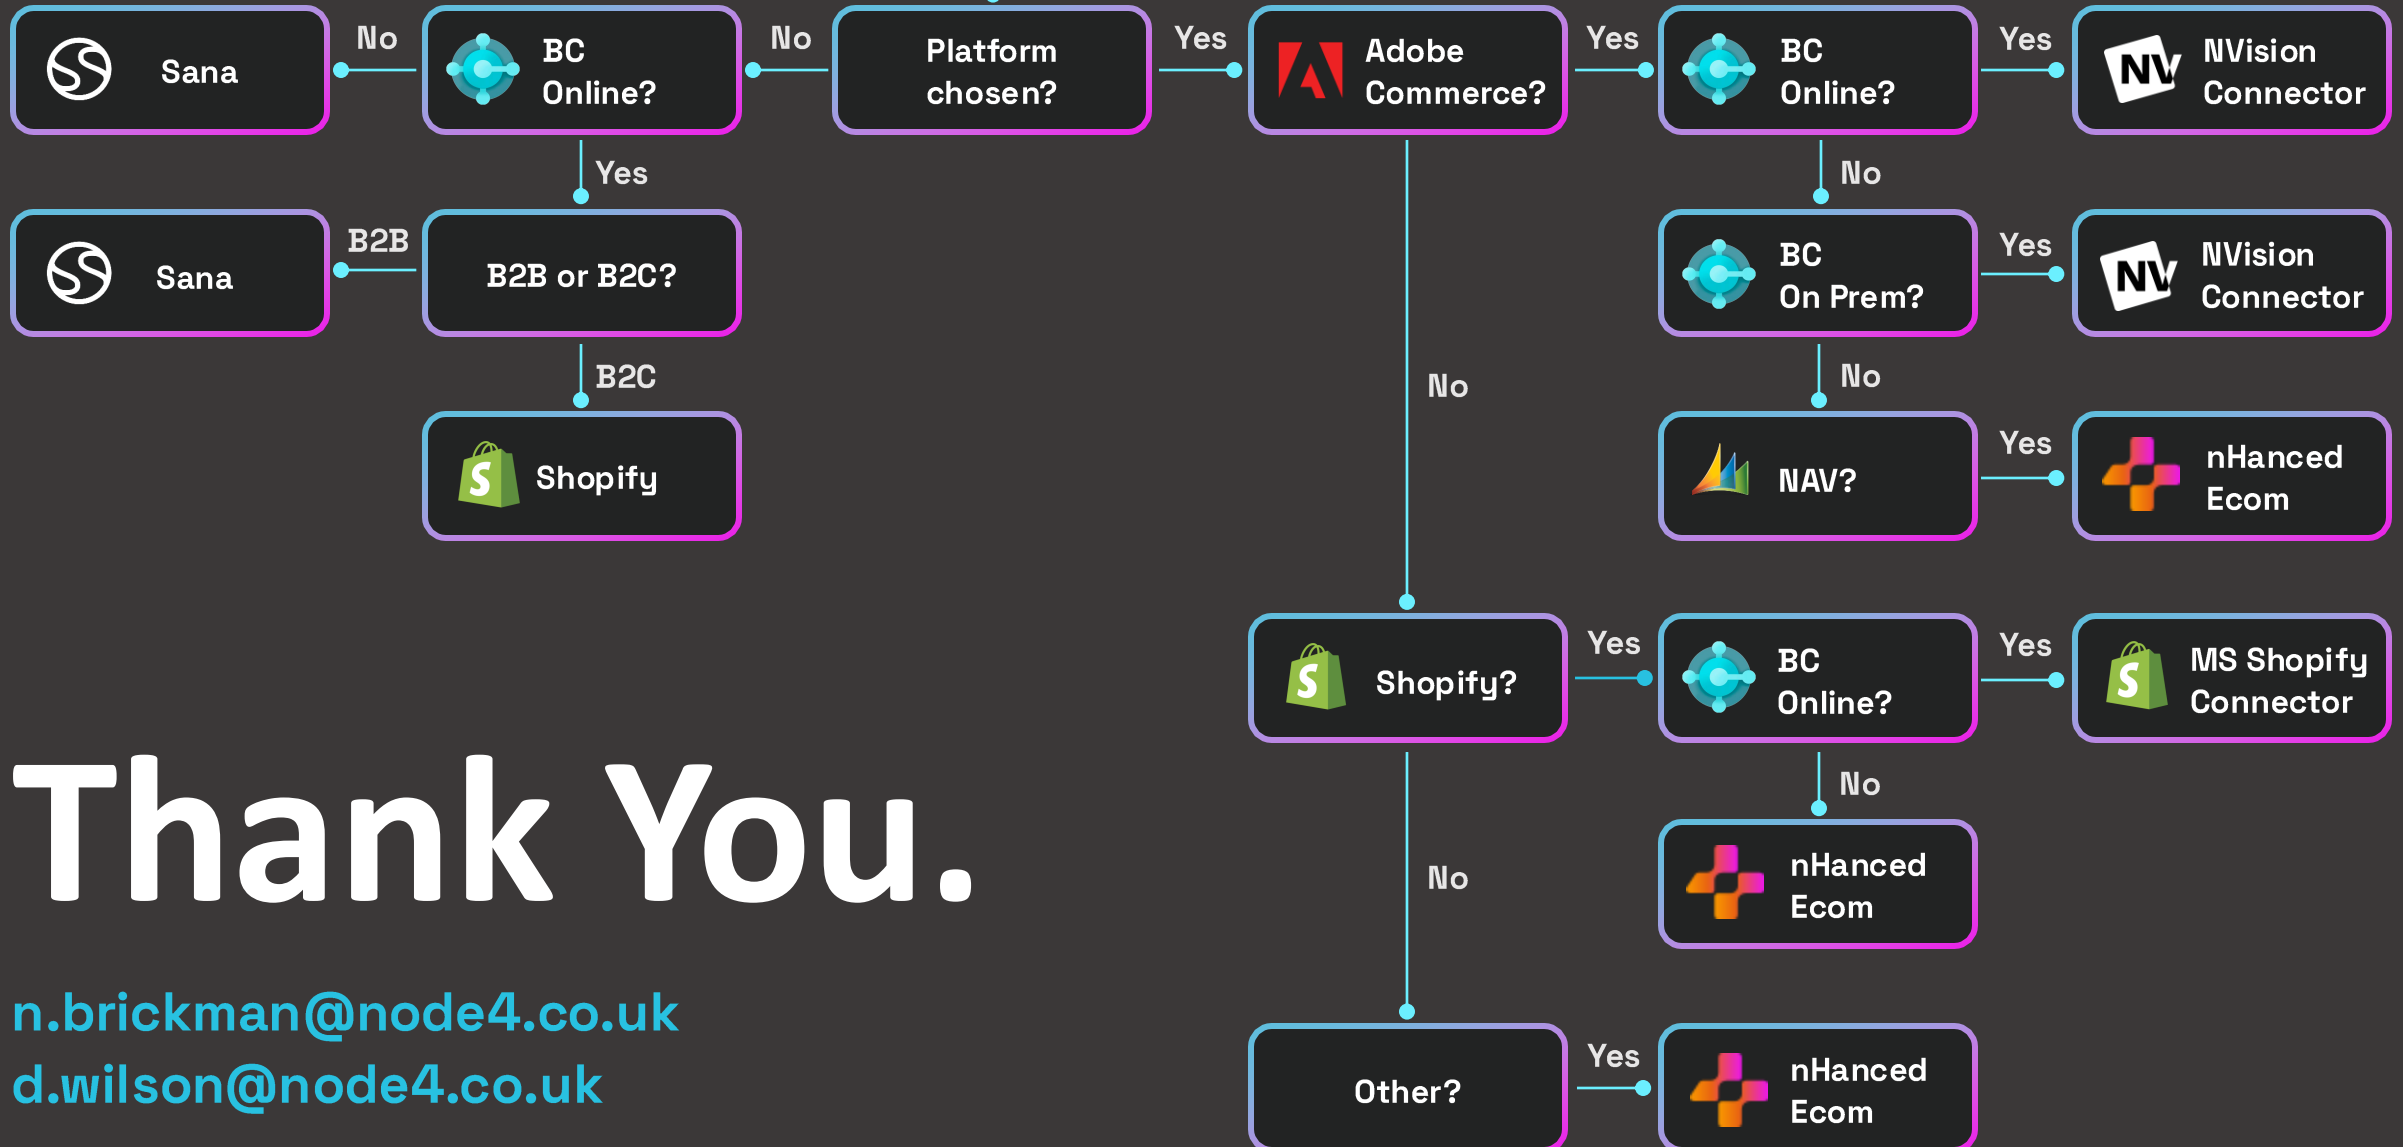 Sana
No
BC
Online?
No
Platform
chosen?
Yes
Adobe
Commerce?
Yes
BC
Online?
Yes
NV
NVision
Connector
Yes
No
Sana
B2B
B2B or B2C?
BC
On Prem?
Yes
NV
NVision
Connector
B2C
No
No
Shopify
NAV?
Yes
nHanced
Ecom
Shopify?
Yes
BC
Online?
Yes
MS Shopify
Connector
No
nHanced
Ecom
No
Other?
Yes
nHanced
Ecom
Thank You.
n.brickman@node4.co.uk
d.wilson@node4.co.uk